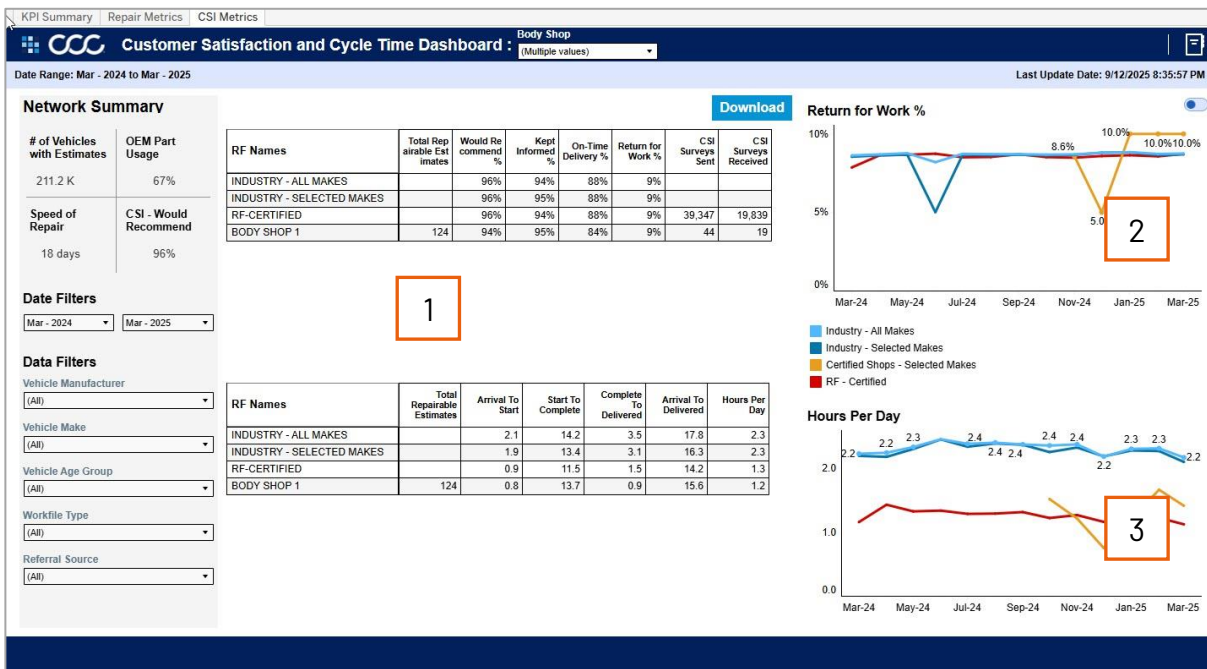 KPI Summary Repair Metrics CSI Metrics
CCC Customer Satisfaction and Cycle Time Dashboard :
Body Shop
(Multiple values)
Date Range: Mar - 2024 to Mar - 2025
Last Update Date: 9/12/2025 8:35:57 PM
Network Summary
# of Vehicles with Estimates
211.2 K
OEM Part Usage
67%
Speed of Repair
18 days
CSI - Would Recommend
96%
Date Filters
Mar - 2024
Mar - 2025
Data Filters
Vehicle Manufacturer
(All)
Vehicle Make
(All)
Vehicle Age Group
(All)
Workfile Type
(All)
Referral Source
(All)
Download
RF Names Total Rep airable Est imates Would Re commend % Kept Informed % On-Time Delivery % Return for Work % CSI Surveys Sent CSI Surveys Received
INDUSTRY - ALL MAKES 96% 94% 88% 9%
INDUSTRY - SELECTED MAKES 96% 95% 88% 9%
RF-CERTIFIED 96% 94% 88% 9% 39,347 19,839
BODY SHOP 1 124 94% 95% 84% 9% 44 19
1
RF Names Total Repairable Estimates Arrival To Start Start To Complete Complete To Delivered Arrival To Delivered Hours Per Day
INDUSTRY - ALL MAKES 2.1 14.2 3.5 17.8 2.3
INDUSTRY - SELECTED MAKES 1.9 13.4 3.1 16.3 2.3
RF-CERTIFIED 0.9 11.5 1.5 14.2 1.3
BODY SHOP 1 124 0.8 13.7 0.9 15.6 1.2
Return for Work %
10%
5%
0%
8.6% 10.0% 10.0% 10.0%
5.0
2
Mar-24 May-24 Jul-24 Sep-24 Nov-24 Jan-25 Mar-25
Industry - All Makes
Industry - Selected Makes
Certified Shops - Selected Makes
RF - Certified
Hours Per Day
2.0
1.0
0.0
2.2 2.2 2.3 2.4 2.4 2.4 2.4 2.4 2.2 2.3 2.3 2.2
3
Mar-24 May-24 Jul-24 Sep-24 Nov-24 Jan-25 Mar-25